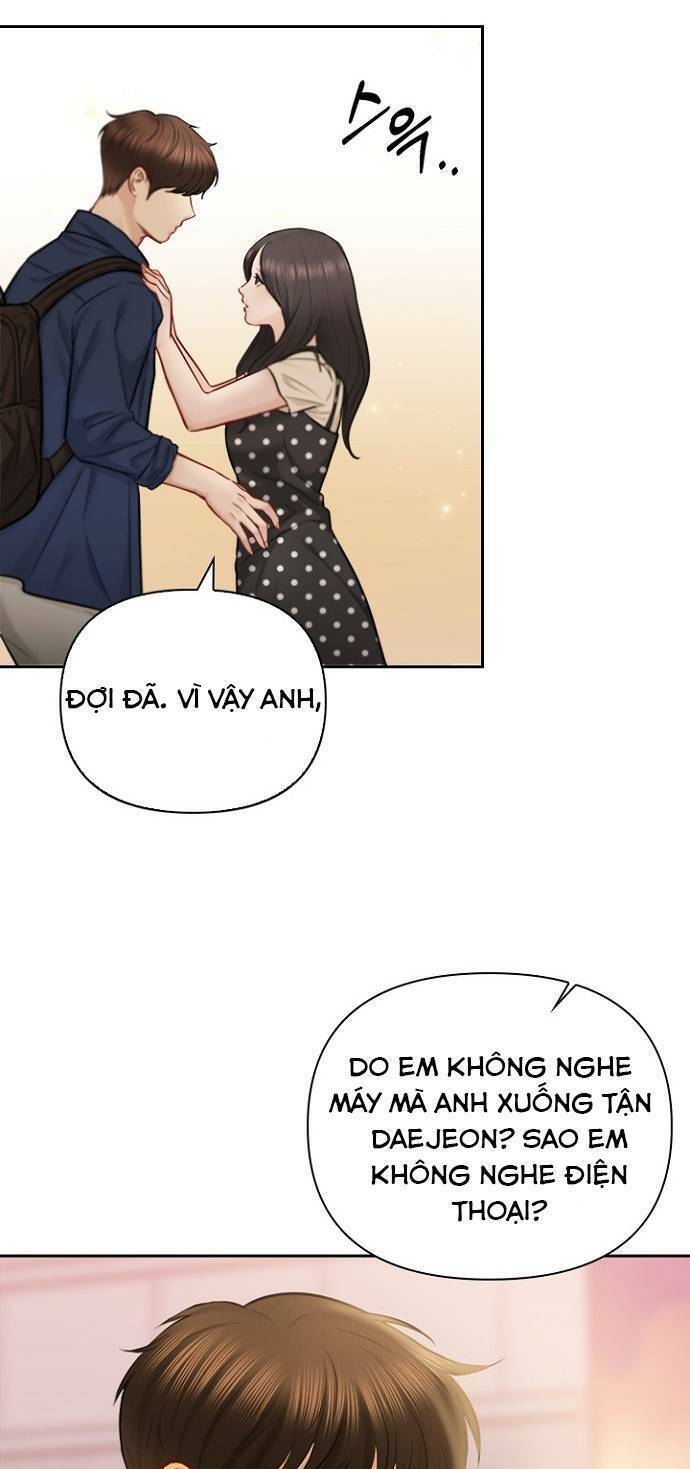 스윽..
ĐỢI ĐÃ. VÌ VẬY ANH,
DO EM KHÔNG NGHE
MÁY MÀ ANH XUỐNG TẬN
DAEJEON? SAO EM
KHÔNG NGHE ĐIỆN
THOẠI?